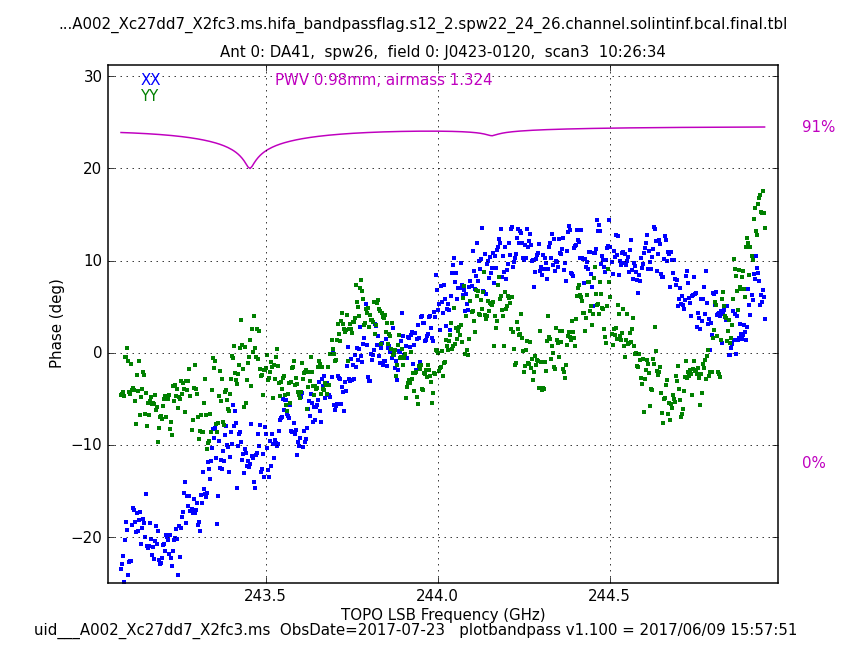 ...A002_Xc27dd7_X2fc3.ms.hifa_bandpassflag.s12_2.spw22_24_26.channel.solintinf.bcal.final.tbl
Ant 0: DA41,  spw26,  field 0: J0423-0120,  scan3  10:26:34
XX
YY
PWV 0.98mm, airmass 1.324
91%
0%
30
20
10
0
−10
−20
Phase (deg)
243.5
244.0
244.5
TOPO LSB Frequency (GHz)
uid___A002_Xc27dd7_X2fc3.ms  ObsDate=2017-07-23   plotbandpass v1.100 = 2017/06/09 15:57:51